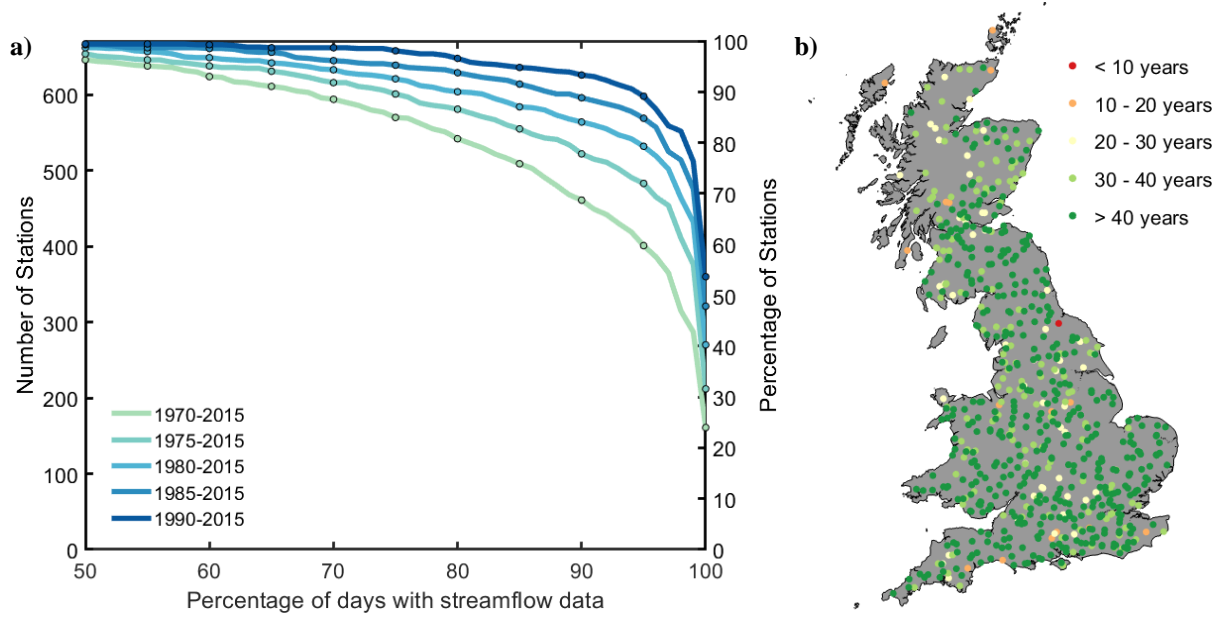 a)
Number of Stations
600
500
400
300
200
100
0
100
90
80
70
60
50
40
30
20
10
0
Percentage of Stations
1970-2015
1975-2015
1980-2015
1985-2015
1990-2015
50 60 70 80 90 100
Percentage of days with streamflow data
b)
< 10 years
10 - 20 years
20 - 30 years
30 - 40 years
> 40 years